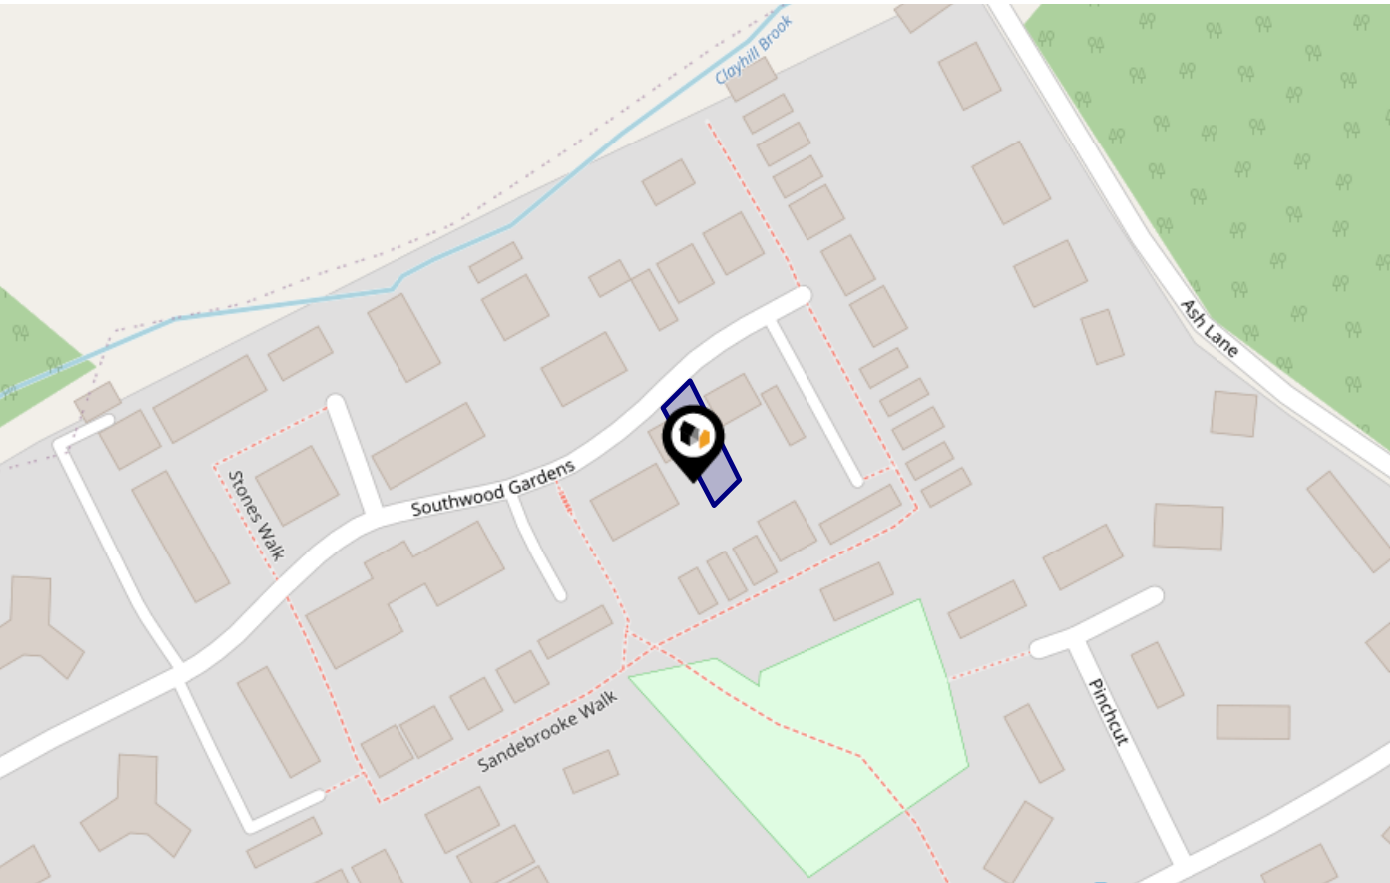 Clayhill Brook
Ash Lane
Southwood Gardens
Stones Walk
Sandebrooke Walk
Pinchcut